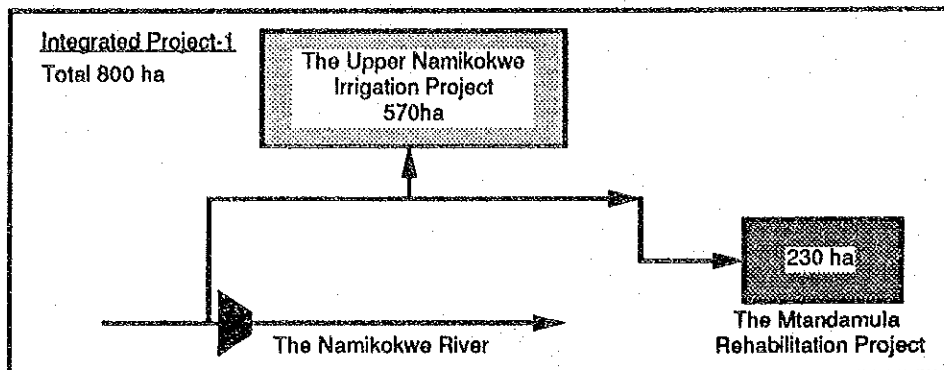 Integrated Project-1
Total 800 ha
The Upper Namikokwe
Irrigation Project
570ha
230 ha
The Namikokwe River
The Mtandamula
Rehabilitation Project